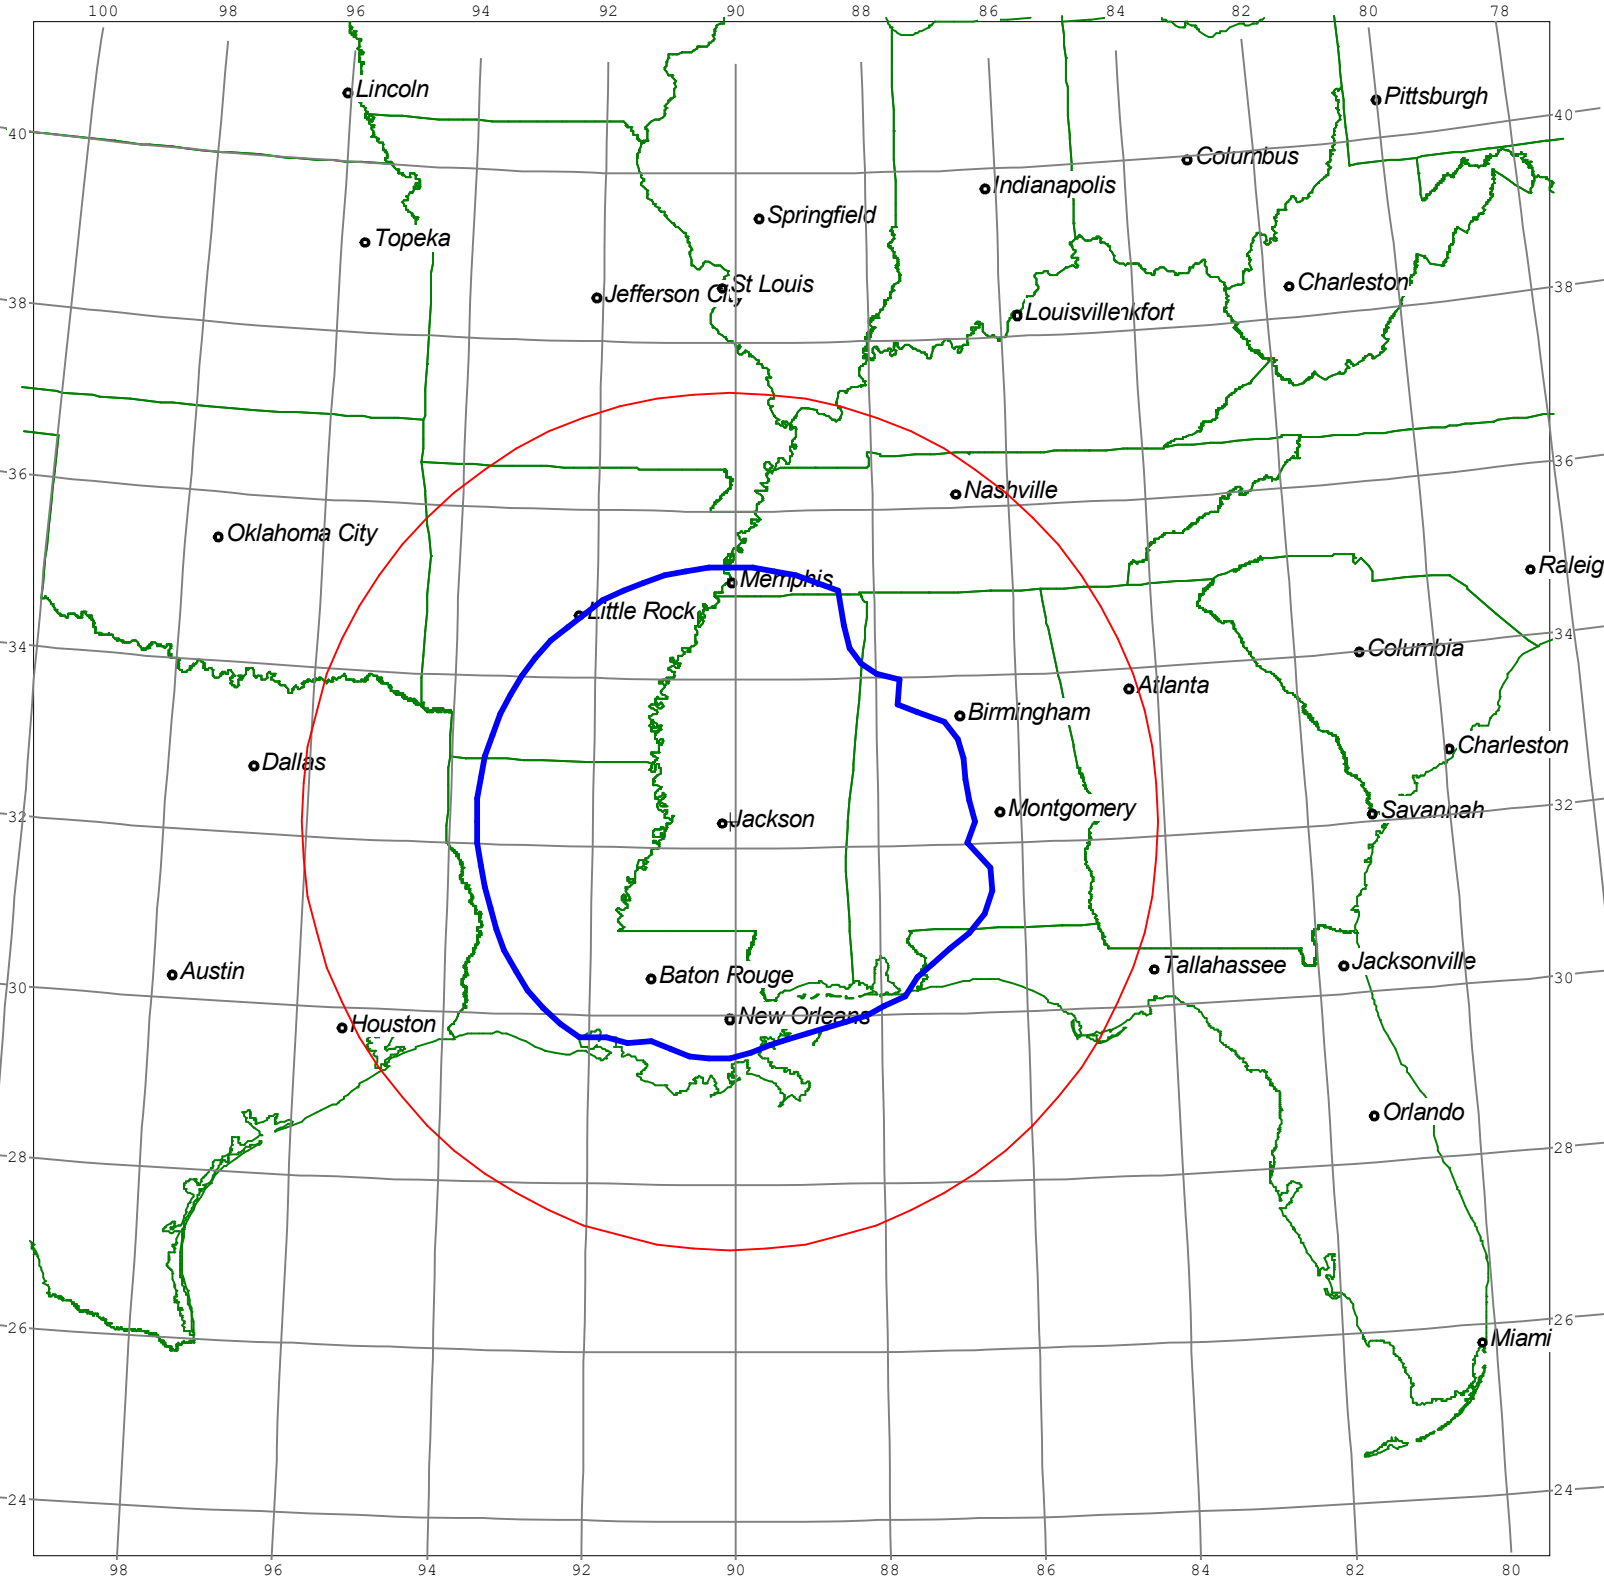 100 98 96 94 92 90 88 86 84 82 80 78
Lincoln
Pittsburgh
40 40
Columbus
Indianapolis
Springfield
Topeka
St Louis
Jefferson City
Charleston
38 38
Louisvillenkfort
36 36
Nashville
Oklahoma City
Raleig
Memphis
Little Rock
34 34
Columbia
Atlanta
Birmingham
Charleston
Dallas
32 32
Montgomery
Savannah
Jackson
Austin
Baton Rouge
Tallahassee
Jacksonville
30 30
New Orleans
Houston
Orlando
28 28
26 26
Miami
24 24
98 96 94 92 90 88 86 84 82 80